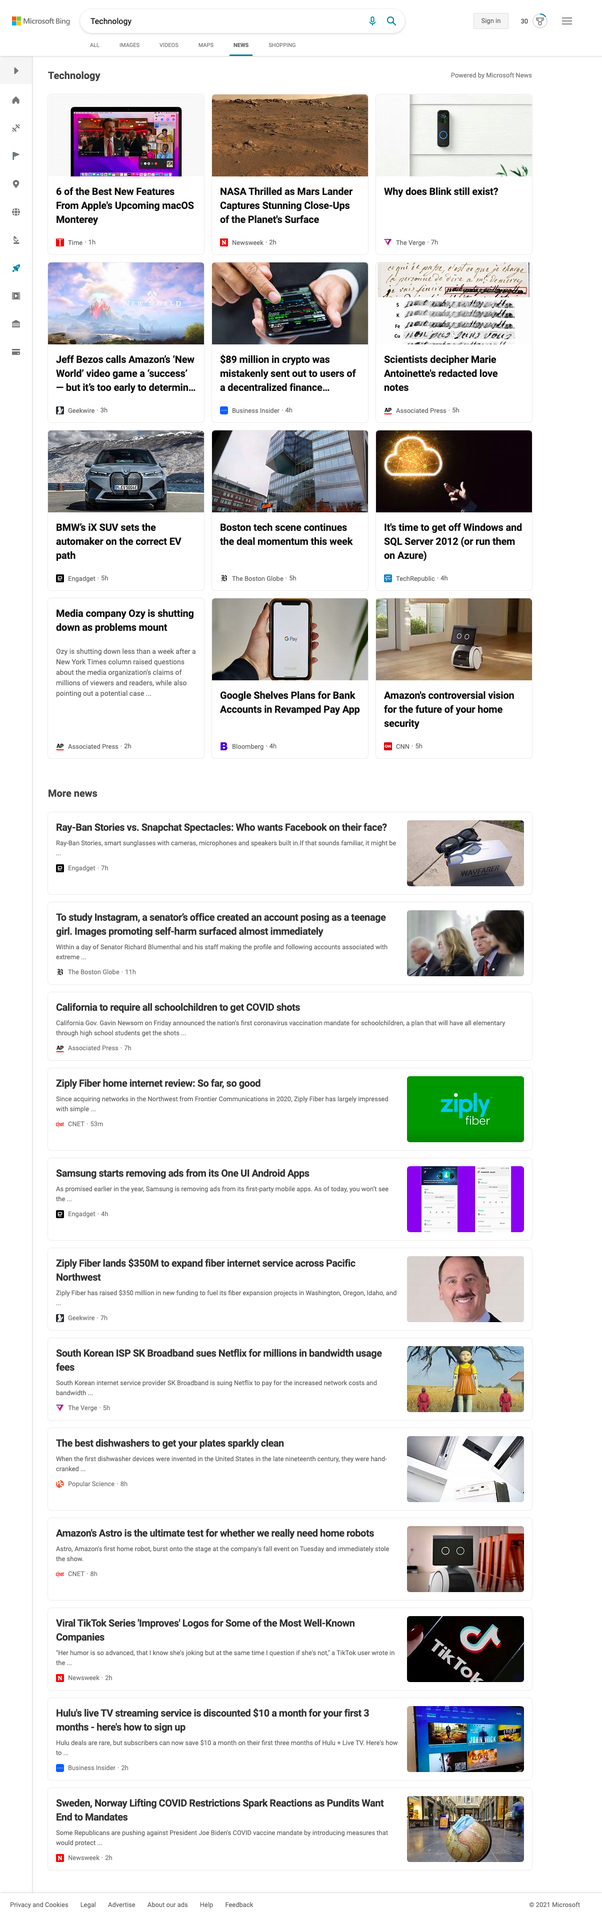 Microsoft Bing
Technology
Sign in
30
ALL
IMAGES
VIDEOS
MAPS
NEWS
SHOPPING
Technology
Powered by Microsoft News
6 of the Best New Features
From Apple's Upcoming macOS
Monterey
Time · 1h
NASA Thrilled as Mars Lander
Captures Stunning Close-Ups
of the Planet's Surface
Newsweek · 2h
Why does Blink still exist?
The Verge · 7h
NEW WORLD
Jeff Bezos calls Amazon's 'New
World' video game a 'success'
— but it's too early to determin...
Geekwire · 3h
$89 million in crypto was
mistakenly sent out to users of
a decentralized finance...
Business Insider · 4h
S
K
Fe
Cu
Scientists decipher Marie
Antoinette's redacted love
notes
Associated Press · 5h
BMW's iX SUV sets the
automaker on the correct EV
path
Engadget · 5h
Boston tech scene continues
the deal momentum this week
The Boston Globe · 5h
It's time to get off Windows and
SQL Server 2012 (or run them
on Azure)
TechRepublic · 4h
Media company Ozy is shutting
down as problems mount
Ozy is shutting down less than a week after a
New York Times column raised questions
about the media organization's claims of
millions of viewers and readers, while also
pointing out a potential case ...
Associated Press · 2h
G Pay
Google Shelves Plans for Bank
Accounts in Revamped Pay App
Bloomberg · 4h
Amazon's controversial vision
for the future of your home
security
CNN · 5h
More news
Ray-Ban Stories vs. Snapchat Spectacles: Who wants Facebook on their face?
Ray-Ban Stories, smart sunglasses with cameras, microphones and speakers built in.If that sounds familiar, it might be
...
Engadget · 7h
WAYFARER
To study Instagram, a senator's office created an account posing as a teenage
girl. Images promoting self-harm surfaced almost immediately
Within a day of Senator Richard Blumenthal and his staff making the profile and following accounts associated with
extreme ...
The Boston Globe · 11h
California to require all schoolchildren to get COVID shots
California Gov. Gavin Newsom on Friday announced the nation's first coronavirus vaccination mandate for schoolchildren, a plan that will have all elementary
through high school students get the shots ...
Associated Press · 7h
Ziply Fiber home internet review: So far, so good
Since acquiring networks in the Northwest from Frontier Communications in 2020, Ziply Fiber has largely impressed
with simple ...
CNET · 53m
ziply
fiber
Samsung starts removing ads from its One UI Android Apps
As promised earlier in the year, Samsung is removing ads from its first-party mobile apps. As of today, you won't see
the ...
Engadget · 4h
Ziply Fiber lands $350M to expand fiber internet service across Pacific
Northwest
Ziply Fiber has raised $350 million in new funding to fuel its fiber expansion projects in Washington, Oregon, Idaho, and
...
Geekwire · 7h
South Korean ISP SK Broadband sues Netflix for millions in bandwidth usage
fees
South Korean internet service provider SK Broadband is suing Netflix to pay for the increased network costs and
bandwidth ...
The Verge · 5h
The best dishwashers to get your plates sparkly clean
When the first dishwasher devices were invented in the United States in the late nineteenth century, they were hand-
cranked ...
Popular Science · 8h
Amazon's Astro is the ultimate test for whether we really need home robots
Astro, Amazon's first home robot, burst onto the stage at the company's fall event on Tuesday and immediately stole
the show.
CNET · 8h
Viral TikTok Series 'Improves' Logos for Some of the Most Well-Known
Companies
"Her humor is so advanced, that I know she's joking but at the same time I question if she's not," a TikTok user wrote in
the ...
Newsweek · 2h
TikTok
Hulu's live TV streaming service is discounted $10 a month for your first 3
months - here's how to sign up
Hulu deals are rare, but subscribers can now save $10 a month on their first three months of Hulu + Live TV. Here's how
to ...
Business Insider · 2h
Sweden, Norway Lifting COVID Restrictions Spark Reactions as Pundits Want
End to Mandates
Some Republicans are pushing against President Joe Biden's COVID vaccine mandate by introducing measures that
would protect ...
Newsweek · 2h
Privacy and Cookies
Legal
Advertise
About our ads
Help
Feedback
© 2021 Microsoft